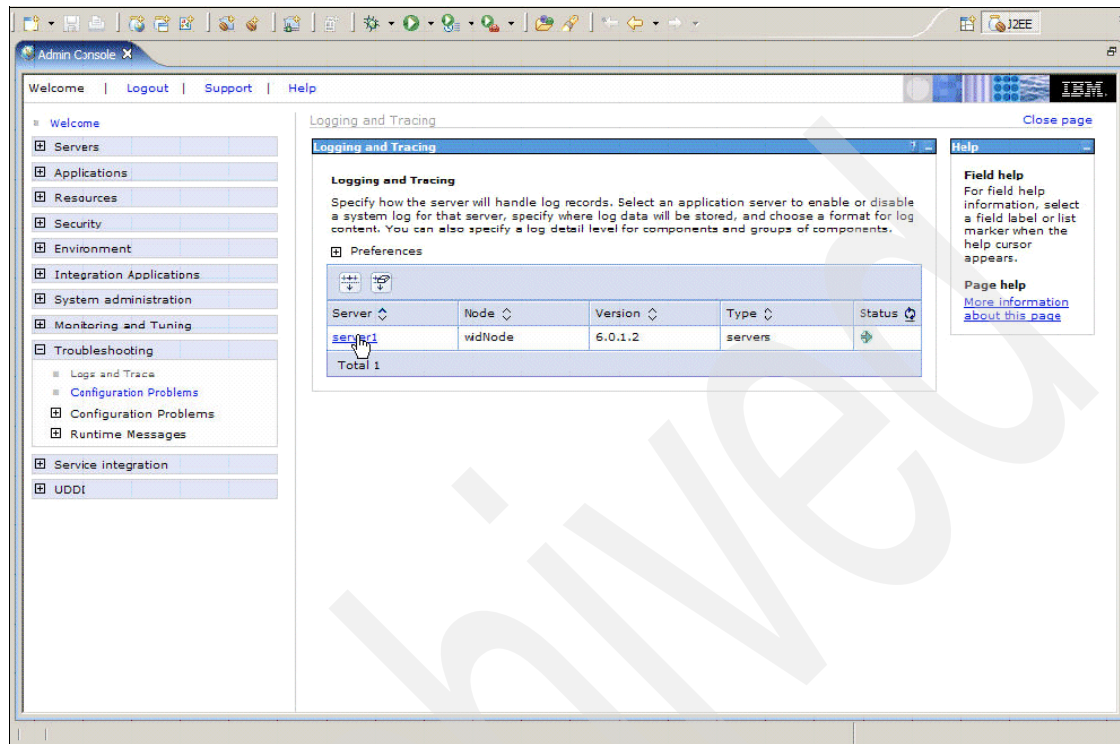 J2EE
Admin Console
Welcome | Logout | Support | Help
IBM.
Welcome
Servers
Applications
Resources
Security
Environment
Integration Applications
System administration
Monitoring and Tuning
Troubleshooting
Logs and Trace
Configuration Problems
Configuration Problems
Runtime Messages
Service integration
UDDI
Logging and Tracing
Close page
Logging and Tracing
Logging and Tracing
Specify how the server will handle log records. Select an application server to enable or disable
a system log for that server, specify where log data will be stored, and choose a format for log
content. You can also specify a log detail level for components and groups of components.
Preferences
Server Node Version Type Status
server1 widNode 6.0.1.2 servers
Total 1
Help
Field help
For field help
information, select
a field label or list
marker when the
help cursor
appears.
Page help
More information
about this page
hived